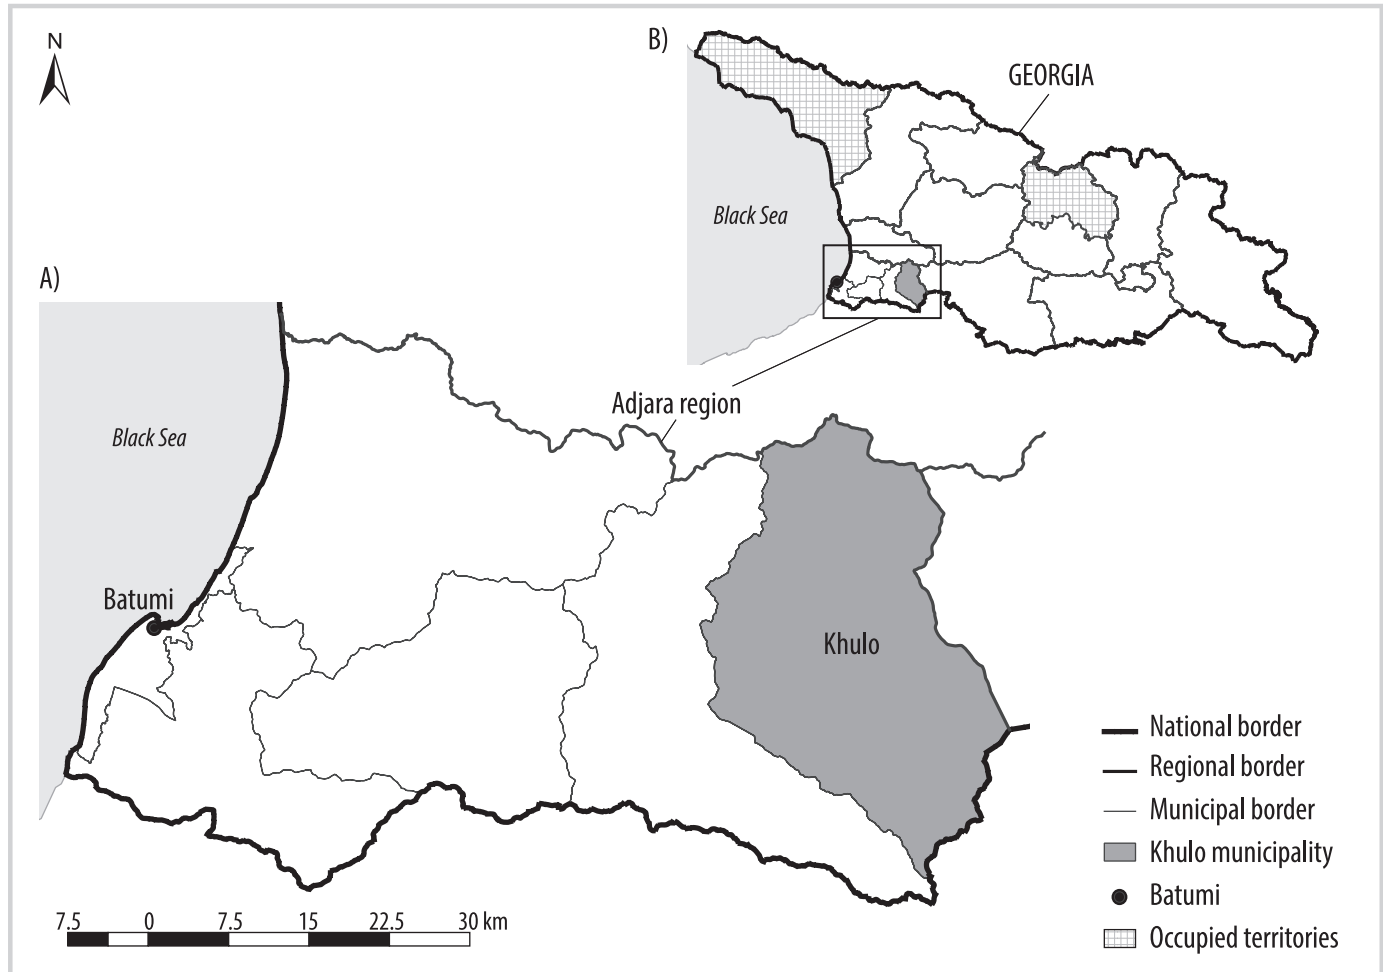 N
B)
GEORGIA
Black Sea
A)
Adjara region
Black Sea
Batumi
Khulo
National border
Regional border
Municipal border
Khulo municipality
Batumi
Occupied territories
7.5 0 7.5 15 22.5 30 km